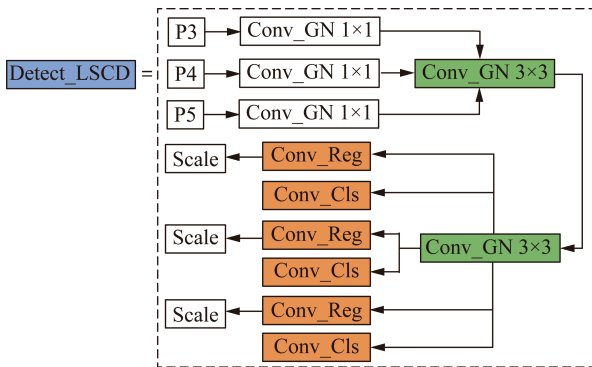 P3 Conv_GN 1×1
Detect_LSCD = P4 Conv_GN 1×1 Conv_GN 3×3
P5 Conv_GN 1×1
Scale Conv_Reg
Conv_Cls
Scale Conv_Reg Conv_GN 3×3
Conv_Cls
Scale Conv_Reg
Conv_Cls